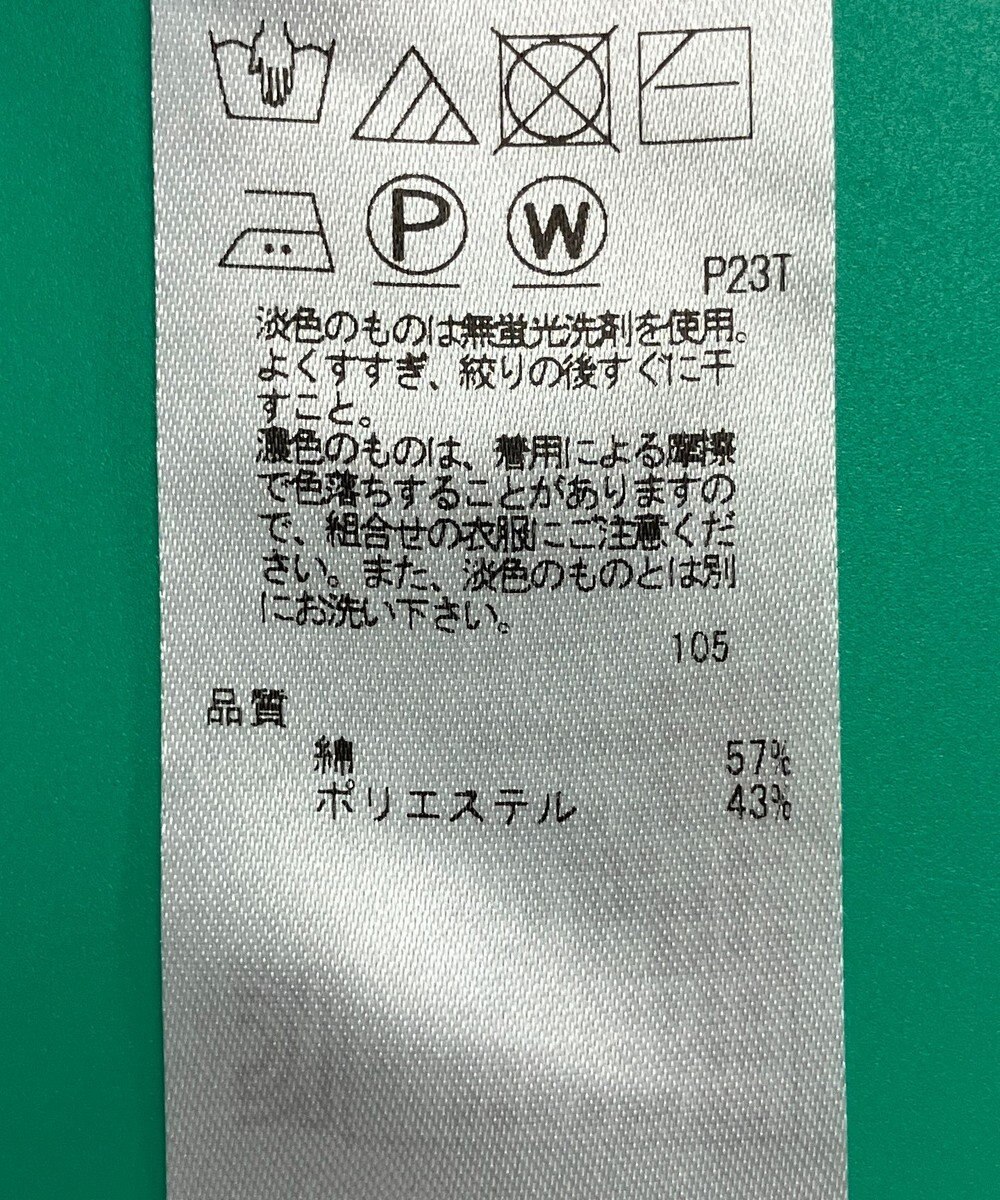 P W P23T
淡色のものは無蛍光洗剤を使用。
よくすすぎ、絞りの後すぐに干
すこと。
濃色のものは、着用による摩擦
で色落ちすることがありますの
で、組合せの衣服にご注意くだ
さい。また、淡色のものとは別
にお洗い下さい。
105
品質
綿 57%
ポリエステル 43%